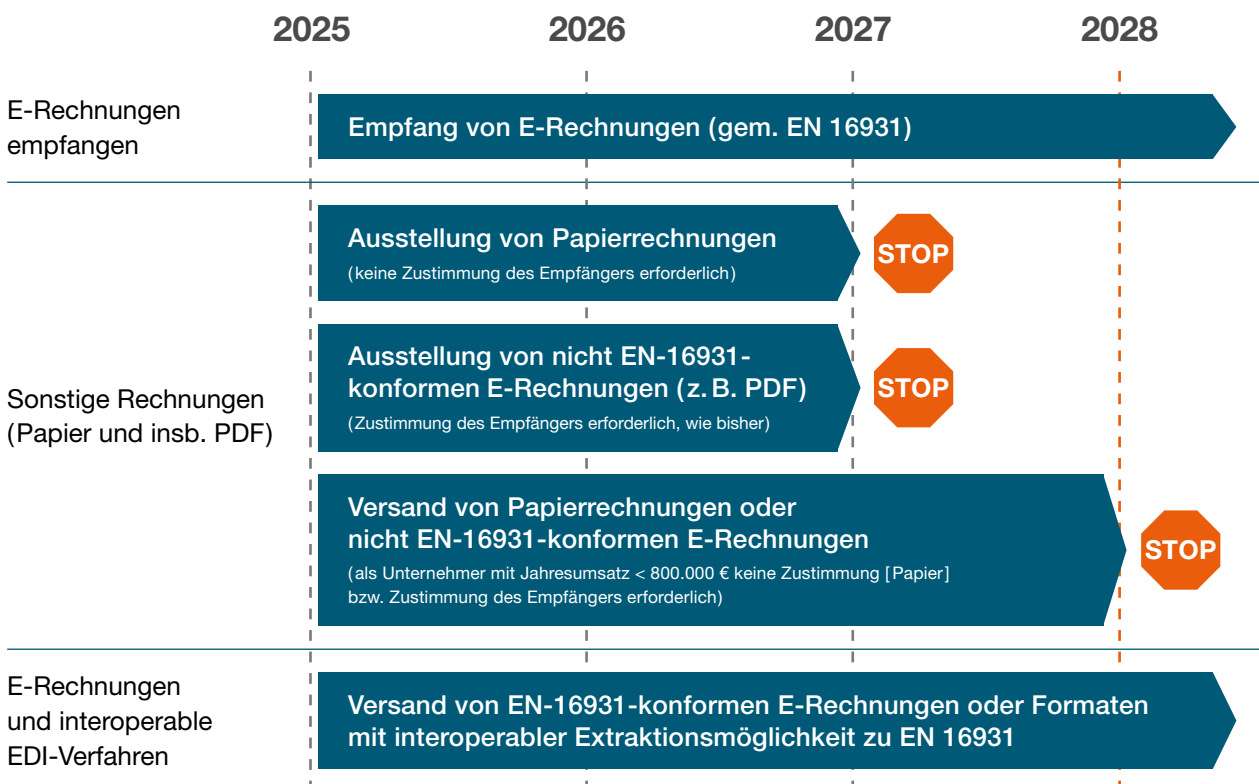 2025 2026 2027 2028
E-Rechnungen
empfangen
Empfang von E-Rechnungen (gem. EN 16931)
Sonstige Rechnungen
(Papier und insb. PDF)
Ausstellung von Papierrechnungen
(keine Zustimmung des Empfängers erforderlich)
STOP
Ausstellung von nicht EN-16931-
konformen E-Rechnungen (z. B. PDF)
(Zustimmung des Empfängers erforderlich, wie bisher)
STOP
Versand von Papierrechnungen oder
nicht EN-16931-konformen E-Rechnungen
(als Unternehmer mit Jahresumsatz < 800.000 € keine Zustimmung [Papier]
bzw. Zustimmung des Empfängers erforderlich)
STOP
E-Rechnungen
und interoperable
EDI-Verfahren
Versand von EN-16931-konformen E-Rechnungen oder Formaten
mit interoperabler Extraktionsmöglichkeit zu EN 16931